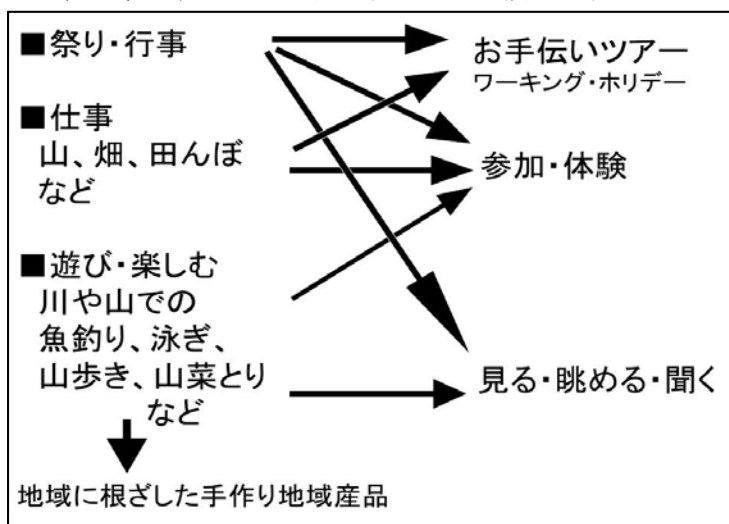 ■祭り・行事
■仕事
山、畑、田んぼ
など
■遊び・楽しむ
川や山での
魚釣り、泳ぎ、
山歩き、山菜とり
など
地域に根ざした手作り地域産品
お手伝いツアー
ワーキング・ホリデー
参加・体験
見る・眺める・聞く